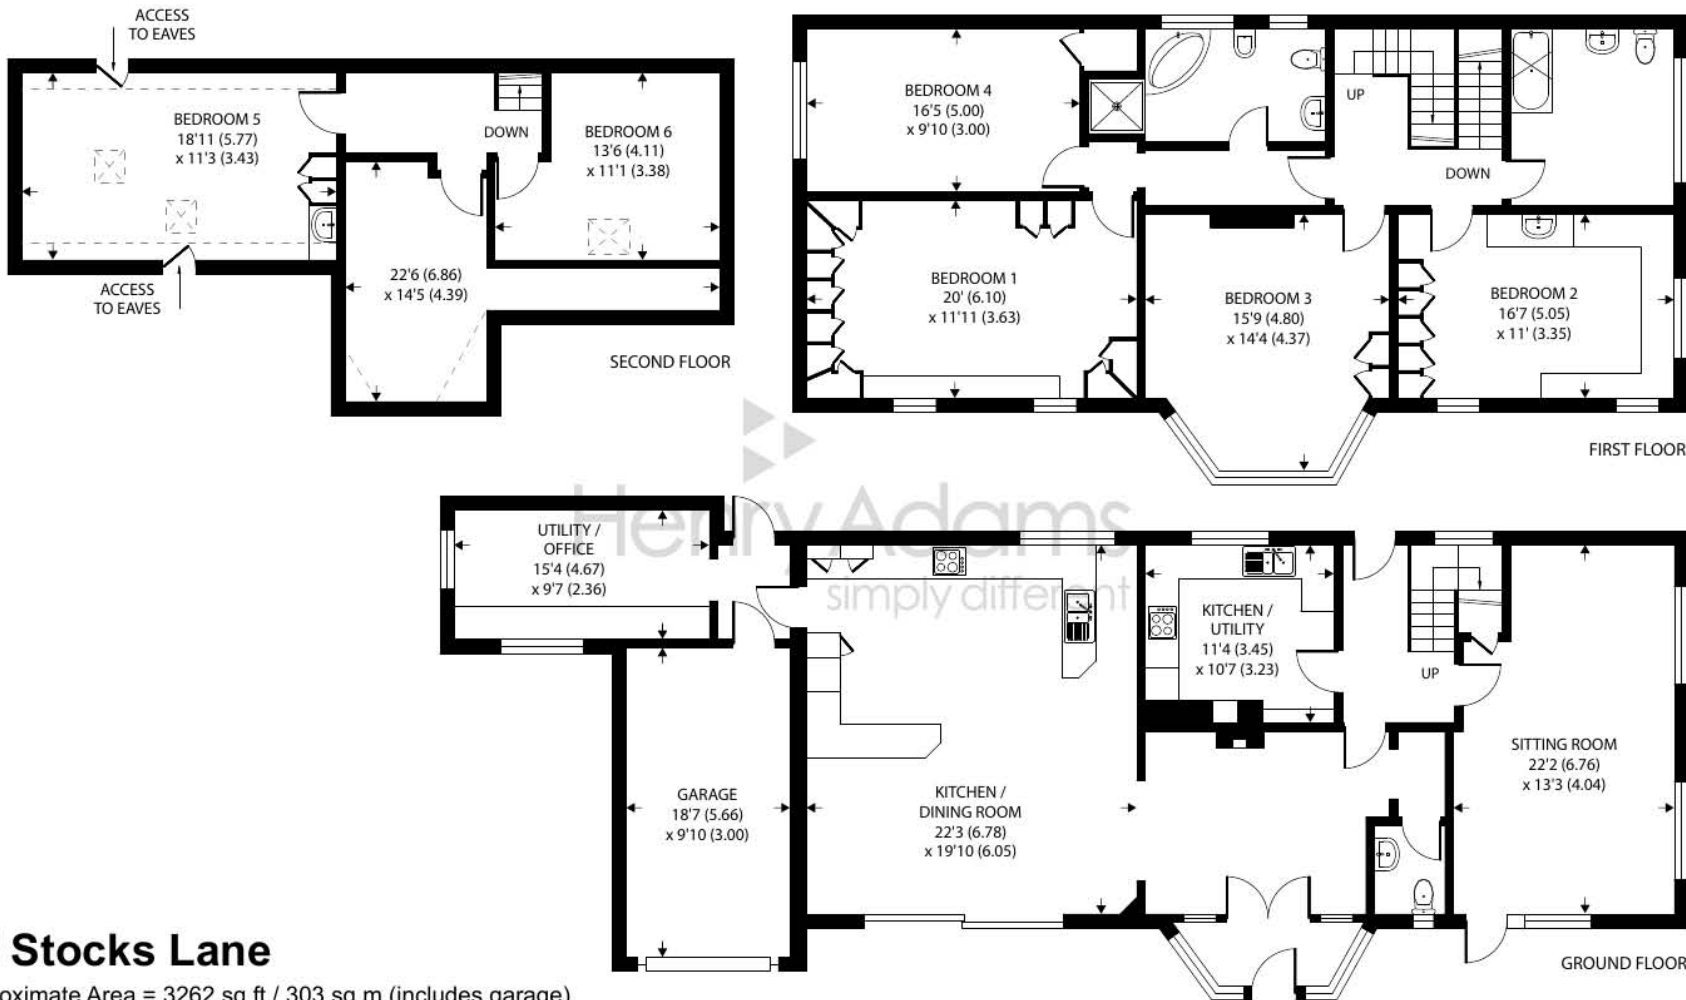 ACCESS
TO EAVES
BEDROOM 5
18'11 (5.77)
x 11'3 (3.43)
DOWN
BEDROOM 6
13'6 (4.11)
x 11'1 (3.38)
ACCESS
TO EAVES
22'6 (6.86)
x 14'5 (4.39)
SECOND FLOOR
BEDROOM 4
16'5 (5.00)
x 9'10 (3.00)
UP
DOWN
BEDROOM 1
20' (6.10)
x 11'11 (3.63)
BEDROOM 3
15'9 (4.80)
x 14'4 (4.37)
BEDROOM 2
16'7 (5.05)
x 11' (3.35)
FIRST FLOOR
Henry Adams
simply different
UTILITY /
OFFICE
15'4 (4.67)
x 9'7 (2.36)
KITCHEN /
UTILITY
11'4 (3.45)
x 10'7 (3.23)
UP
GARAGE
18'7 (5.66)
x 9'10 (3.00)
KITCHEN /
DINING ROOM
22'3 (6.78)
x 19'10 (6.05)
SITTING ROOM
22'2 (6.76)
x 13'3 (4.04)
GROUND FLOOR
Stocks Lane
oximate Area = 3262 sq ft / 303 sq m (includes garage)